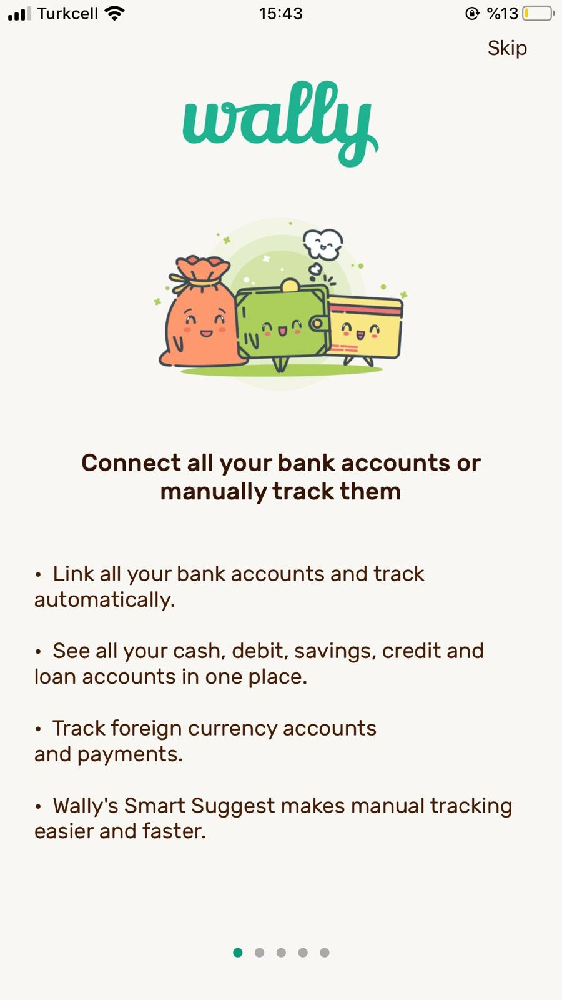 Turkcell 15:43 %13
Skip
wally
Connect all your bank accounts or
manually track them
• Link all your bank accounts and track
automatically.
• See all your cash, debit, savings, credit and
loan accounts in one place.
• Track foreign currency accounts
and payments.
• Wally's Smart Suggest makes manual tracking
easier and faster.